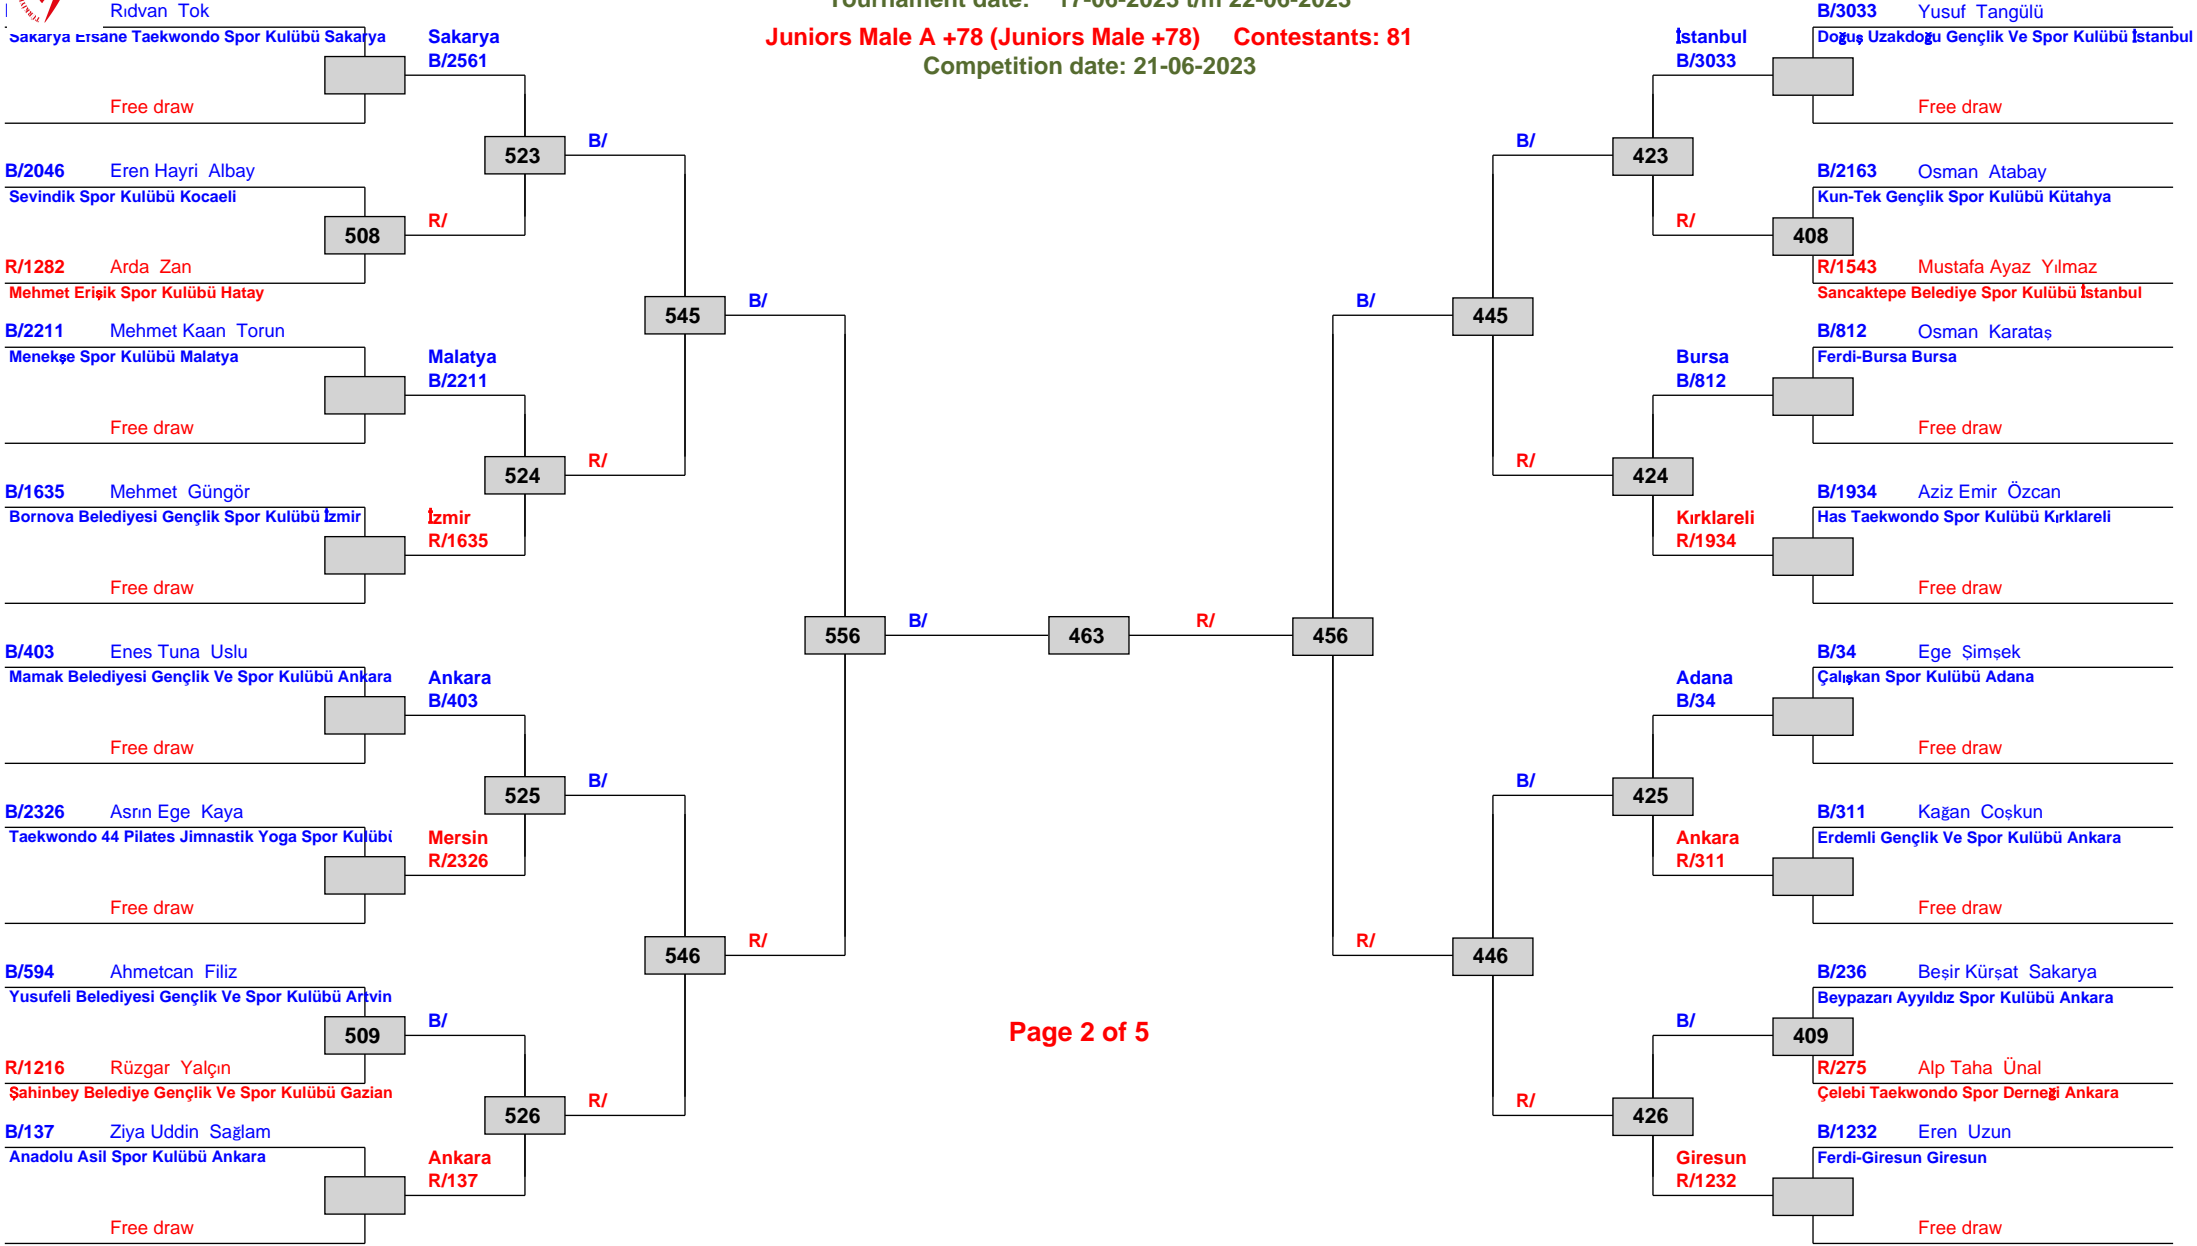 Rıdvan Tok
Sakarya Efsane Taekwondo Spor Kulübü Sakarya
Free draw
B/2046 Eren Hayri Albay
Sevindik Spor Kulübü Kocaeli
R/1282 Arda Zan
Mehmet Erişik Spor Kulübü Hatay
B/2211 Mehmet Kaan Torun
Menekşe Spor Kulübü Malatya
Free draw
B/1635 Mehmet Güngör
Bornova Belediyesi Gençlik Spor Kulübü İzmir
Free draw
B/403 Enes Tuna Uslu
Mamak Belediyesi Gençlik Ve Spor Kulübü Ankara
Free draw
B/2326 Asrın Ege Kaya
Taekwondo 44 Pilates Jimnastik Yoga Spor Kulübü
Free draw
B/594 Ahmetcan Filiz
Yusufeli Belediyesi Gençlik Ve Spor Kulübü Artvin
R/1216 Rüzgar Yalçın
Şahinbey Belediye Gençlik Ve Spor Kulübü Gazian
B/137 Ziya Uddin Sağlam
Anadolu Asil Spor Kulübü Ankara
Free draw
508
509
Sakarya
B/2561
R/
Malatya
B/2211
İzmir
R/1635
Ankara
B/403
Mersin
R/2326
B/
Ankara
R/137
523
524
525
526
B/
R/
B/
R/
545
546
B/
R/
556
B/
Tournament date: 17-06-2023 t/m 22-06-2023
Juniors Male A +78 (Juniors Male +78) Contestants: 81
Competition date: 21-06-2023
463
Page 2 of 5
R/
456
B/
R/
445
446
B/
R/
B/
R/
423
424
425
426
İstanbul
B/3033
R/
Bursa
B/812
Kırklareli
R/1934
Adana
B/34
Ankara
R/311
B/
Giresun
R/1232
408
409
B/3033 Yusuf Tangülü
Doğuş Uzakdoğu Gençlik Ve Spor Kulübü İstanbul
Free draw
B/2163 Osman Atabay
Kun-Tek Gençlik Spor Kulübü Kütahya
R/1543 Mustafa Ayaz Yılmaz
Sancaktepe Belediye Spor Kulübü İstanbul
B/812 Osman Karataş
Ferdi-Bursa Bursa
Free draw
B/1934 Aziz Emir Özcan
Has Taekwondo Spor Kulübü Kırklareli
Free draw
B/34 Ege Şimşek
Çalışkan Spor Kulübü Adana
Free draw
B/311 Kağan Coşkun
Erdemli Gençlik Ve Spor Kulübü Ankara
Free draw
B/236 Beşir Kürşat Sakarya
Beypazarı Ayyıldız Spor Kulübü Ankara
R/275 Alp Taha Ünal
Çelebi Taekwondo Spor Derneği Ankara
B/1232 Eren Uzun
Ferdi-Giresun Giresun
Free draw